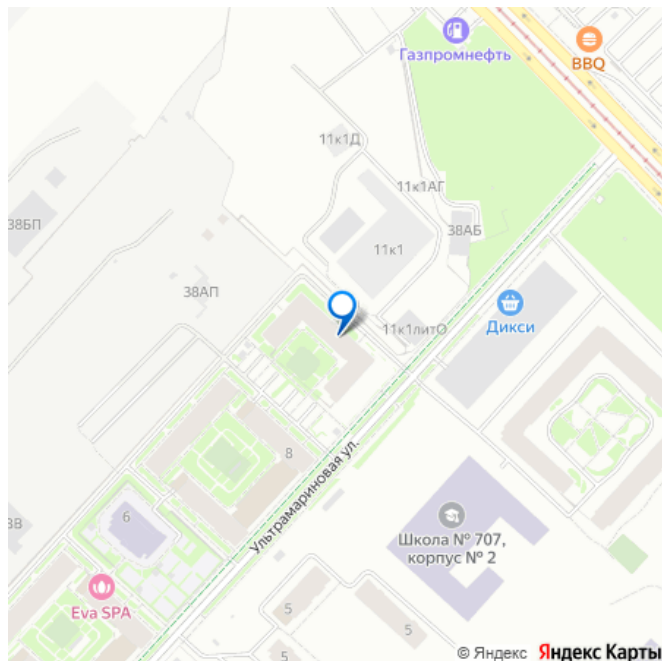 Газпромнефть
BBQ
11к1Д
11к1АГ
38БП
38АБ
11к1
38АП
11к1литО
Дикси
8
Ультрамариновая ул.
6
3В
Школа № 707,
корпус № 2
Eva SPA
5
5
5
© Яндекс Яндекс Карты